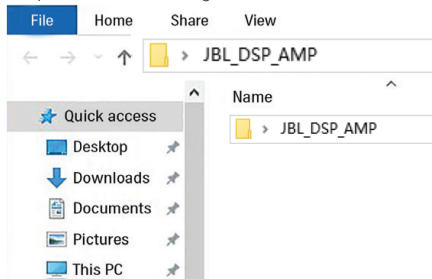 File Home Share View
JBL_DSP_AMP
Name
Quick access
JBL_DSP_AMP
Desktop
Downloads
Documents
Pictures
This PC